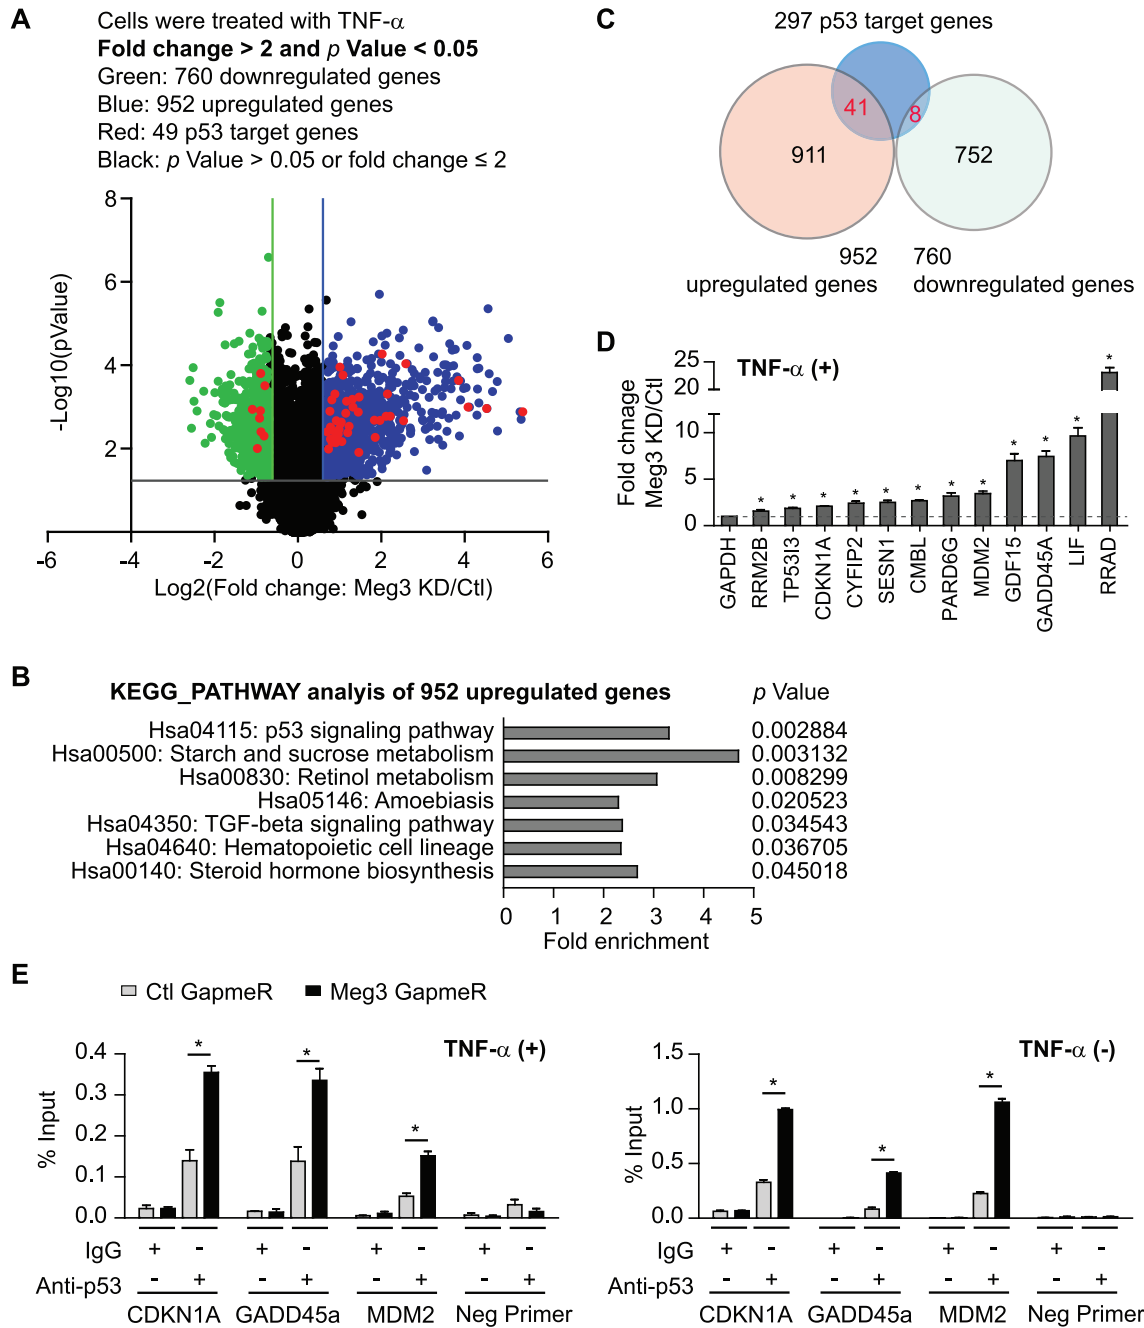 A
Cells were treated with TNF-α
Fold change > 2 and p Value < 0.05
Green: 760 downregulated genes
Blue: 952 upregulated genes
Red: 49 p53 target genes
Black: p Value > 0.05 or fold change ≤ 2
8
6
4
2
-Log10(pValue)
-6 -4 -2 0 2 4 6
Log2(Fold change: Meg3 KD/Ctl)
C
297 p53 target genes
41
8
911
752
952
upregulated genes
760
downregulated genes
D
TNF-α (+)
Fold chnage
Meg3 KD/Ctl
25
20
10
5
0
* * * * * * * * * * * *
GAPDH
RRM2B
TP53I3
CDKN1A
CYFIP2
SESN1
CMBL
PARD6G
MDM2
GDF15
GADD45A
LIF
RRAD
B
KEGG_PATHWAY analyis of 952 upregulated genes
p Value
Hsa04115: p53 signaling pathway 0.002884
Hsa00500: Starch and sucrose metabolism 0.003132
Hsa00830: Retinol metabolism 0.008299
Hsa05146: Amoebiasis 0.020523
Hsa04350: TGF-beta signaling pathway 0.034543
Hsa04640: Hematopoietic cell lineage 0.036705
Hsa00140: Steroid hormone biosynthesis 0.045018
0 1 2 3 4 5
Fold enrichment
E
Ctl GapmeR
Meg3 GapmeR
TNF-α (+)
% Input
0.4
0.3
0.2
0.1
0.0
* * *
IgG + - + - + - + -
Anti-p53 - + - + - + - +
CDKN1A GADD45a MDM2 Neg Primer
TNF-α (-)
% Input
1.5
1.0
0.5
0.0
* * *
IgG + - + - + - + -
Anti-p53 - + - + - + - +
CDKN1A GADD45a MDM2 Neg Primer